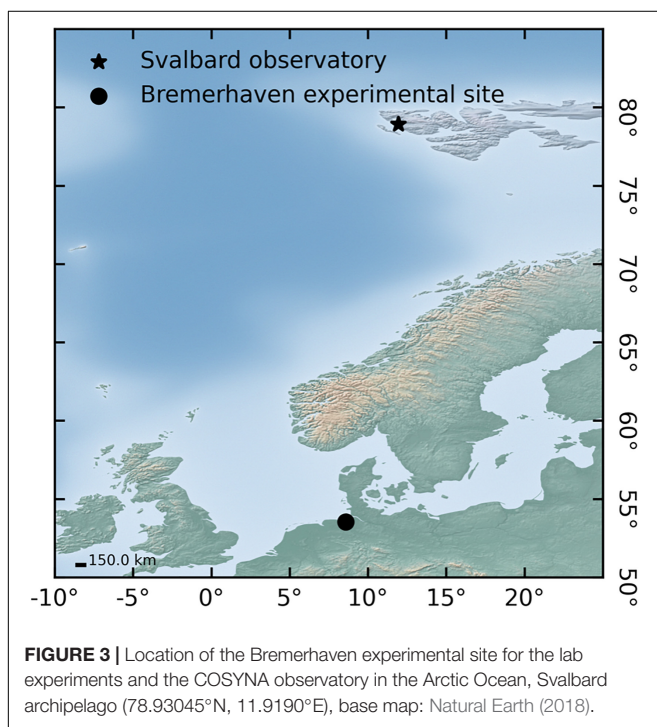 Svalbard observatory
Bremerhaven experimental site
80°
75°
70°
65°
60°
55°
50°
150.0 km
-10° -5° 0° 5° 10° 15° 20°
FIGURE 3 | Location of the Bremerhaven experimental site for the lab
experiments and the COSYNA observatory in the Arctic Ocean, Svalbard
archipelago (78.93045°N, 11.9190°E), base map: Natural Earth (2018).